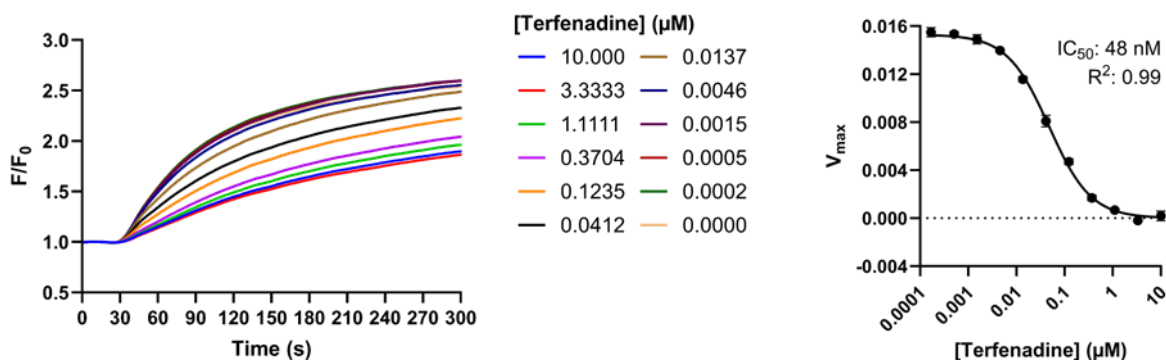 F/F0
3.0
2.5
2.0
1.5
1.0
0.5
0 30 60 90 120 150 180 210 240 270 300
Time (s)
[Terfenadine] (µM)
10.000 0.0137
3.3333 0.0046
1.1111 0.0015
0.3704 0.0005
0.1235 0.0002
0.0412 0.0000
Vmax
0.016
0.012
0.008
0.004
0.000
-0.004
IC50: 48 nM
R2: 0.99
0.0001 0.001 0.01 0.1 1 10
[Terfenadine] (µM)